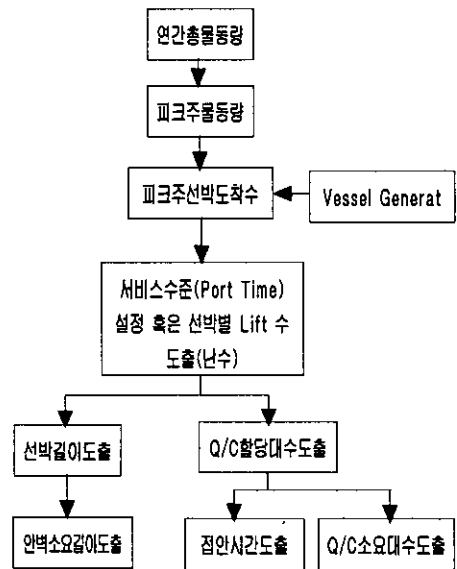 연간총물동량
피크주물동량
피크주선박도착수
Vessel Generat
서비스수준(Port Time)
설정 혹은 선박별 Lift 수
도출(난수)
선박길이도출
Q/C할당대수도출
안벽소요길이도출
접안시간도출
Q/C소요대수도출